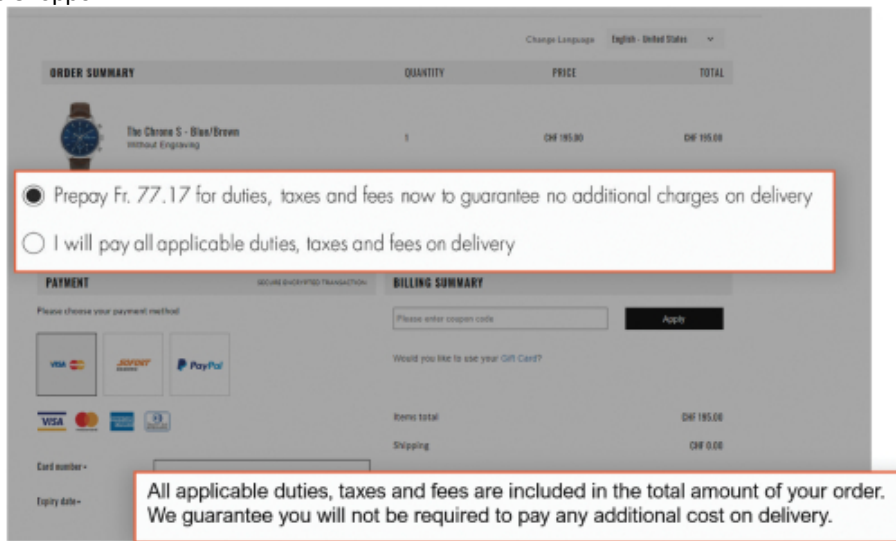 Change Language English - United States
ORDER SUMMARY QUANTITY PRICE TOTAL
The Chrono S - Blue/Brown
Without Engraving
1 CHF 195.00 CHF 195.00
Prepay Fr. 77.17 for duties, taxes and fees now to guarantee no additional charges on delivery
I will pay all applicable duties, taxes and fees on delivery
PAYMENT SECURE ENCRYPTED TRANSACTION BILLING SUMMARY
Please choose your payment method
Please enter coupon code Apply
VISA SOFORT PayPal
Would you like to use your Gift Card?
VISA
Items total CHF 195.00
Shipping CHF 0.00
Card number*
Expiry date*
All applicable duties, taxes and fees are included in the total amount of your order.
We guarantee you will not be required to pay any additional cost on delivery.